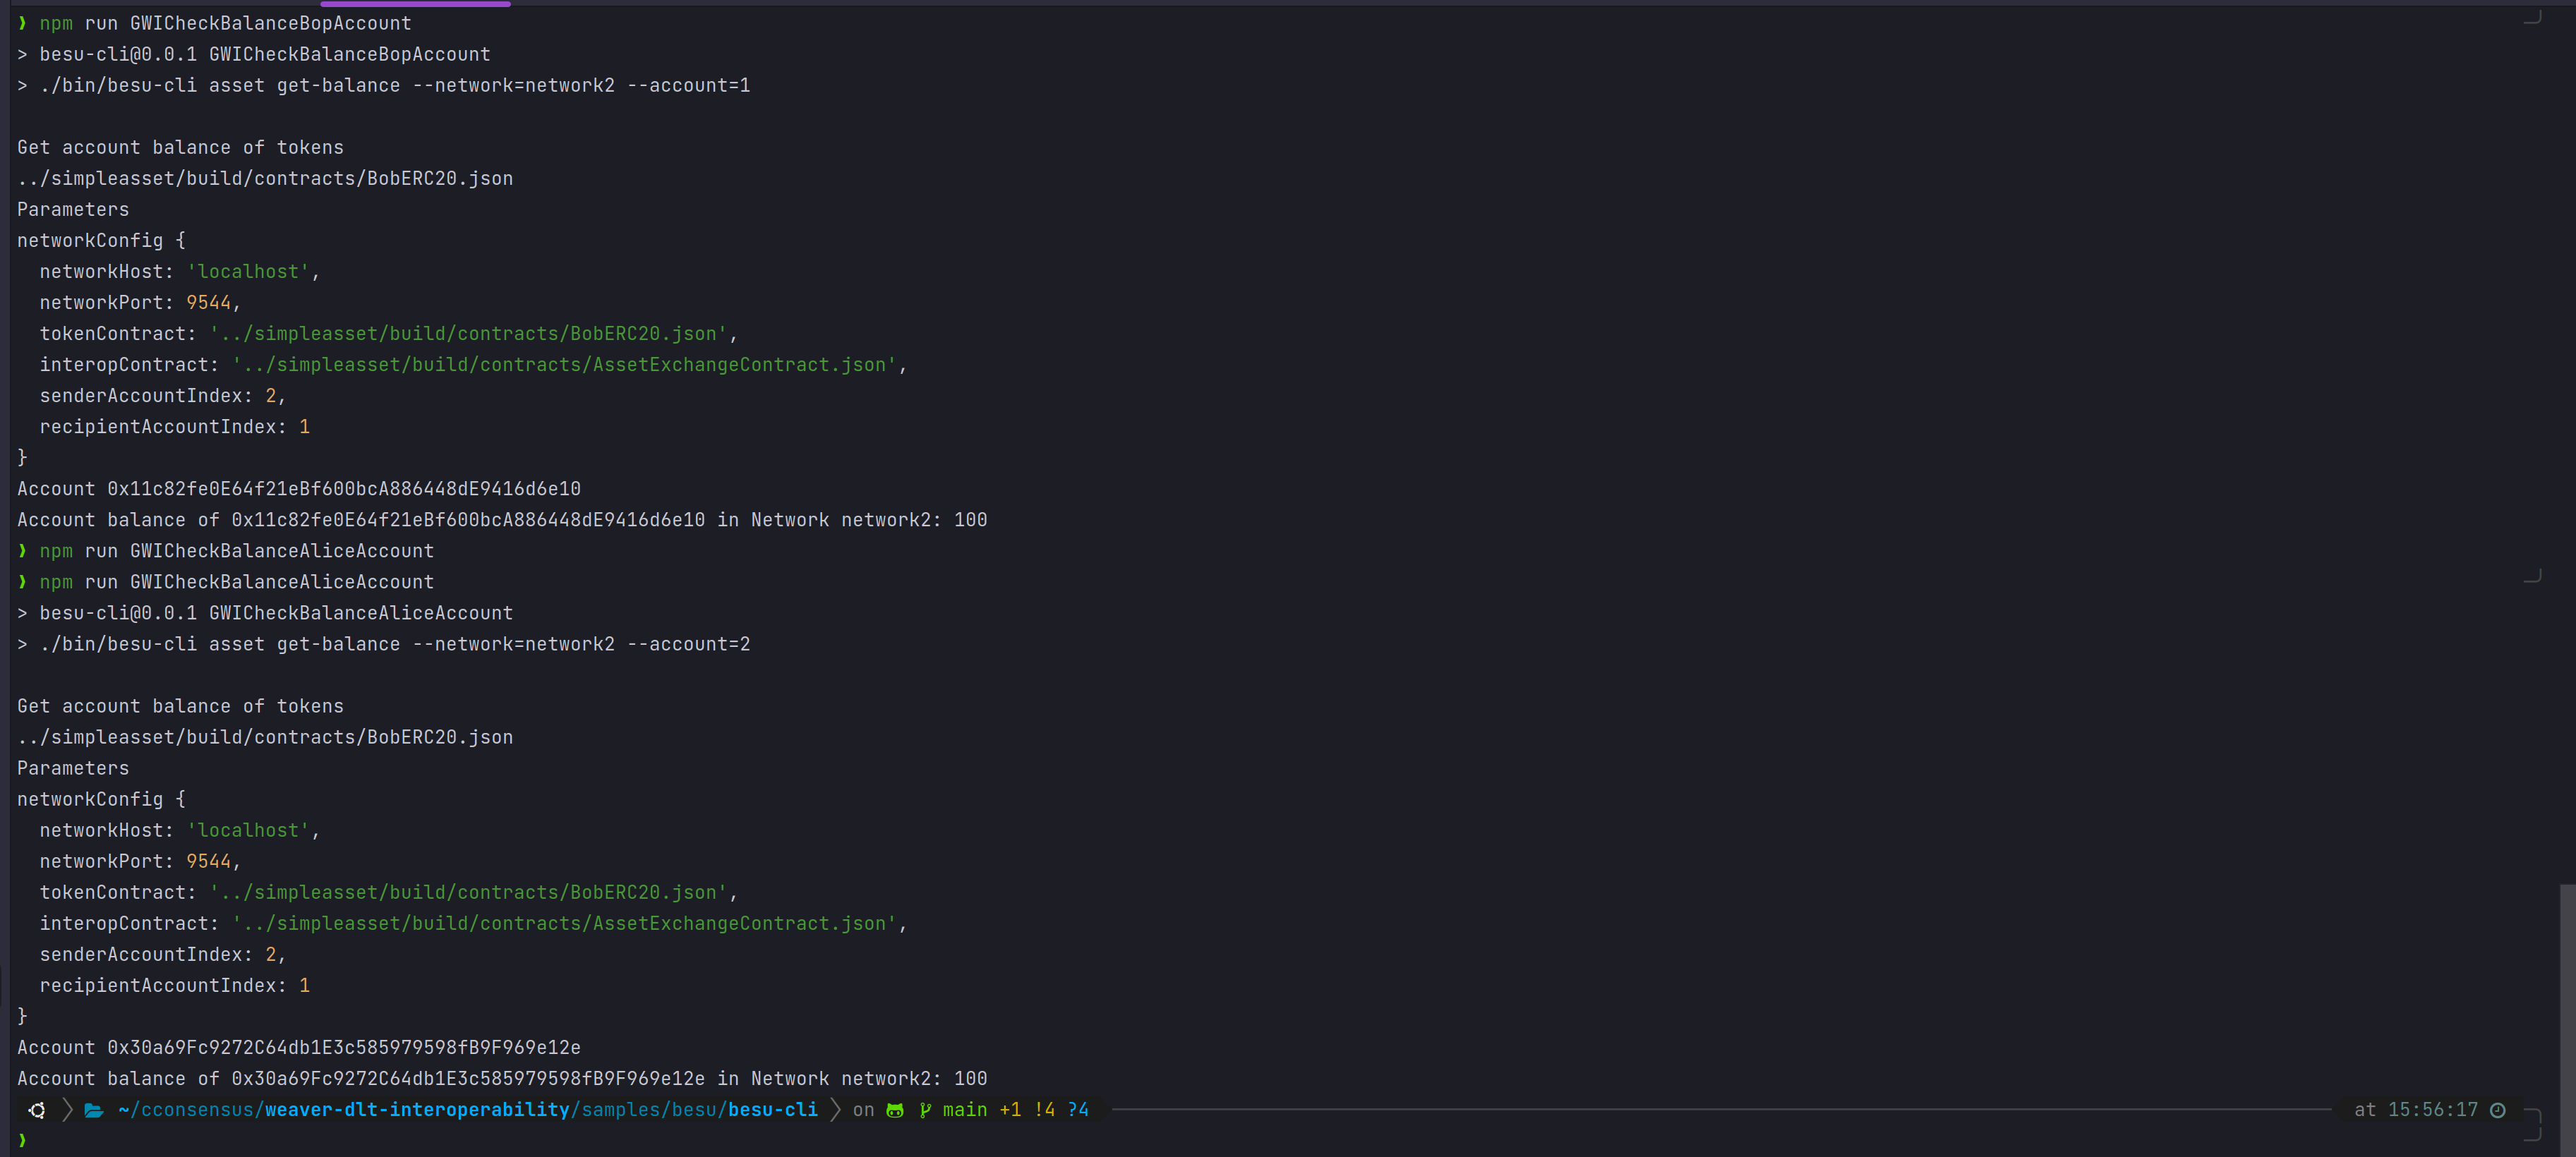 ❯ npm run GWICheckBalanceBopAccount
> besu-cli@0.0.1 GWICheckBalanceBopAccount
> ./bin/besu-cli asset get-balance --network=network2 --account=1
Get account balance of tokens
../simpleasset/build/contracts/BobERC20.json
Parameters
networkConfig {
  networkHost: 'localhost',
  networkPort: 9544,
  tokenContract: '../simpleasset/build/contracts/BobERC20.json',
  interopContract: '../simpleasset/build/contracts/AssetExchangeContract.json',
  senderAccountIndex: 2,
  recipientAccountIndex: 1
}
Account 0x11c82fe0E64f21eBf600bcA886448dE9416d6e10
Account balance of 0x11c82fe0E64f21eBf600bcA886448dE9416d6e10 in Network network2: 100
❯ npm run GWICheckBalanceAliceAccount
❯ npm run GWICheckBalanceAliceAccount
> besu-cli@0.0.1 GWICheckBalanceAliceAccount
> ./bin/besu-cli asset get-balance --network=network2 --account=2
Get account balance of tokens
../simpleasset/build/contracts/BobERC20.json
Parameters
networkConfig {
  networkHost: 'localhost',
  networkPort: 9544,
  tokenContract: '../simpleasset/build/contracts/BobERC20.json',
  interopContract: '../simpleasset/build/contracts/AssetExchangeContract.json',
  senderAccountIndex: 2,
  recipientAccountIndex: 1
}
Account 0x30a69Fc9272C64db1E3c585979598fB9F969e12e
Account balance of 0x30a69Fc9272C64db1E3c585979598fB9F969e12e in Network network2: 100
~/cconsensus/weaver-dlt-interoperability/samples/besu/besu-cli on main +1 !4 ?4 at 15:56:17
❯